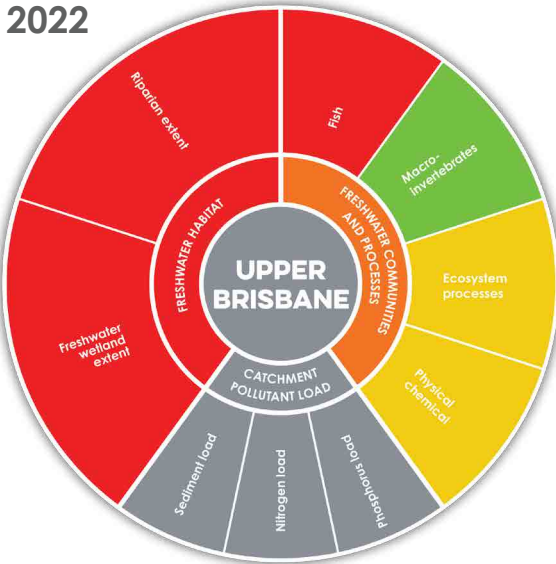 2022
Riparian extent
Fish
Macro-
invertebrates
FRESHWATER HABITAT
FRESHWATER COMMUNITIES
AND PROCESSES
UPPER
BRISBANE
Ecosystem
processes
Freshwater
wetland
extent
Physical
chemical
CATCHMENT
POLLUTANT LOAD
Sediment load
Nitrogen load
Phosphorus load